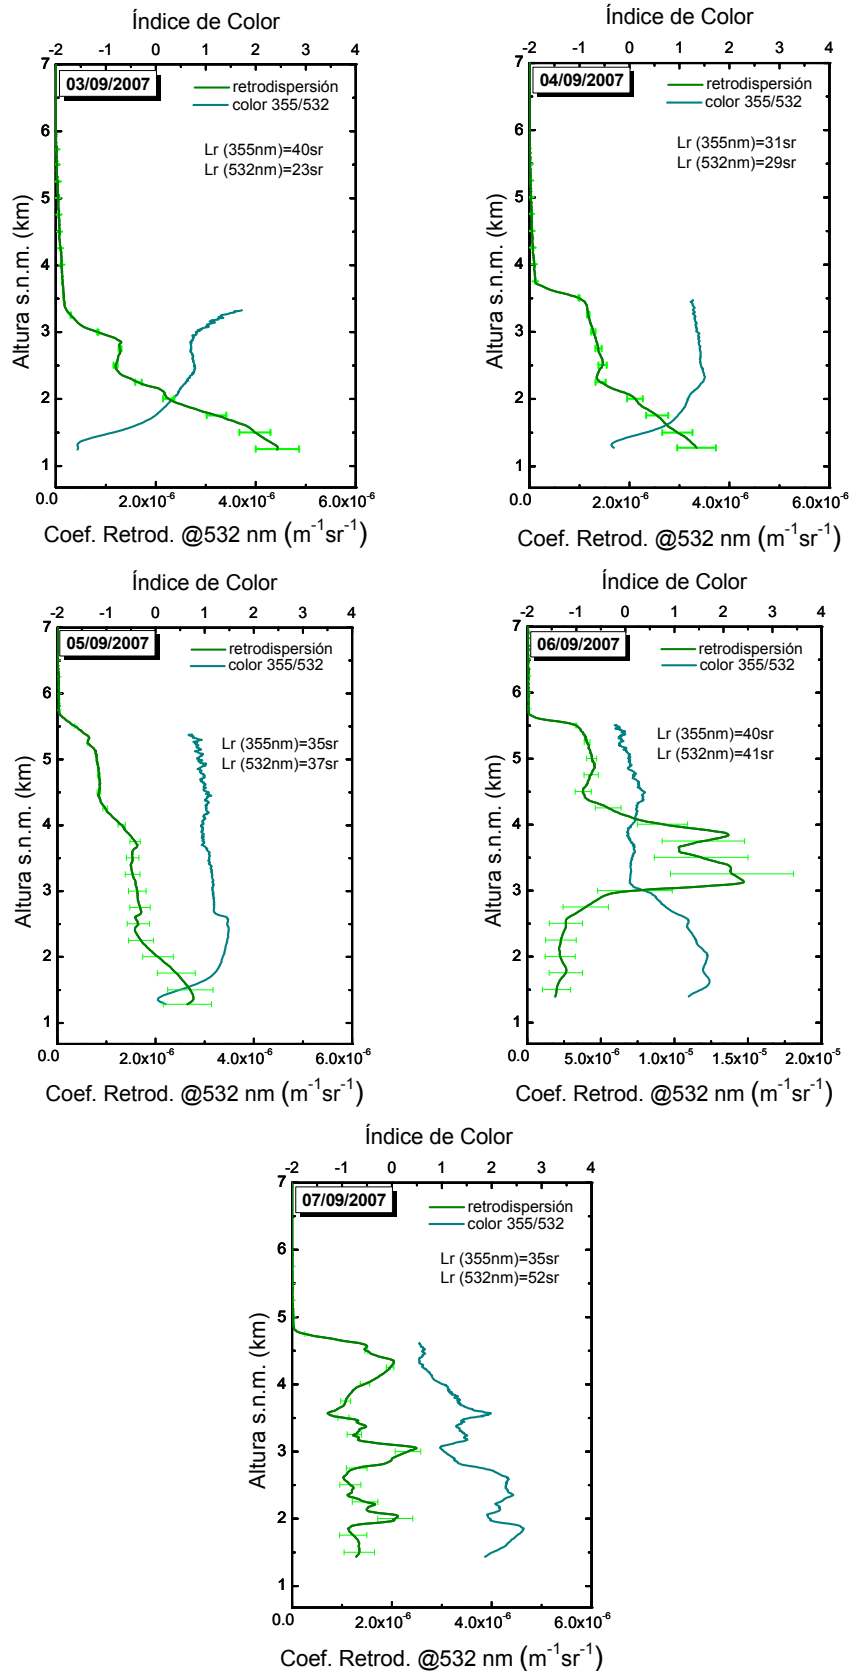 Índice de Color
Índice de Color
-2 -1 0 1 2 3 4
-2 -1 0 1 2 3 4
7
03/09/2007
retrodispersión
color 355/532
Lr (355nm)=40sr
Lr (532nm)=23sr
6
5
4
3
2
1
Altura s.n.m. (km)
0.0 2.0x10⁻⁶ 4.0x10⁻⁶ 6.0x10⁻⁶
Coef. Retrod. @532 nm (m⁻¹sr⁻¹)
7
04/09/2007
retrodispersión
color 355/532
Lr (355nm)=31sr
Lr (532nm)=29sr
6
5
4
3
2
1
Altura s.n.m. (km)
0.0 2.0x10⁻⁶ 4.0x10⁻⁶ 6.0x10⁻⁶
Coef. Retrod. @532 nm (m⁻¹sr⁻¹)
Índice de Color
-2 -1 0 1 2 3 4
7
05/09/2007
retrodispersión
color 355/532
Lr (355nm)=35sr
Lr (532nm)=37sr
6
5
4
3
2
1
Altura s.n.m. (km)
0.0 2.0x10⁻⁶ 4.0x10⁻⁶ 6.0x10⁻⁶
Coef. Retrod. @532 nm (m⁻¹sr⁻¹)
Índice de Color
-2 -1 0 1 2 3 4
7
06/09/2007
retrodispersión
color 355/532
Lr (355nm)=40sr
Lr (532nm)=41sr
6
5
4
3
2
1
Altura s.n.m. (km)
0.0 5.0x10⁻⁶ 1.0x10⁻⁵ 1.5x10⁻⁵ 2.0x10⁻⁵
Coef. Retrod. @532 nm (m⁻¹sr⁻¹)
Índice de Color
-2 -1 0 1 2 3 4
7
07/09/2007
retrodispersión
color 355/532
Lr (355nm)=35sr
Lr (532nm)=52sr
6
5
4
3
2
1
Altura s.n.m. (km)
0.0 2.0x10⁻⁶ 4.0x10⁻⁶ 6.0x10⁻⁶
Coef. Retrod. @532 nm (m⁻¹sr⁻¹)